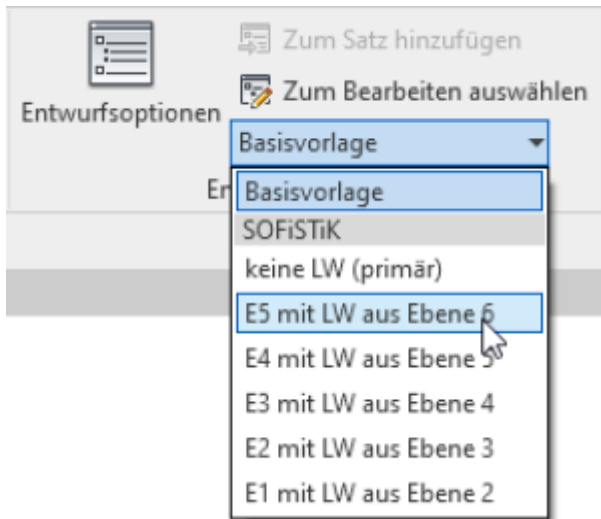 Zum Satz hinzufügen
Zum Bearbeiten auswählen
Entwurfsoptionen
Basisvorlage
Er
Basisvorlage
SOFiSTiK
keine LW (primär)
E5 mit LW aus Ebene 6
E4 mit LW aus Ebene 5
E3 mit LW aus Ebene 4
E2 mit LW aus Ebene 3
E1 mit LW aus Ebene 2